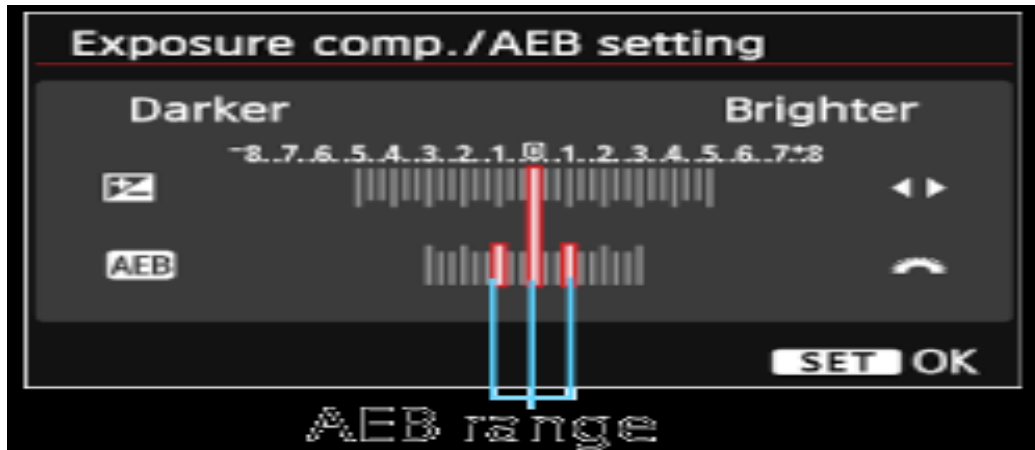 Exposure comp./AEB setting
Darker Brighter
-8..7..6..5..4..3..2..1..0..1..2..3..4..5..6..7.+8
AEB
SET OK
AEB range